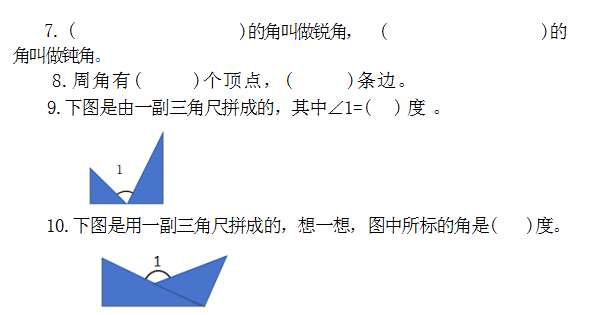 7.(                )的角叫做锐角， (                )的
角叫做钝角。
8.周角有(    )个顶点，(    )条边。
9.下图是由一副三角尺拼成的，其中∠1=(  )度 。
1
10.下图是用一副三角尺拼成的，想一想，图中所标的角是(  )度。
1